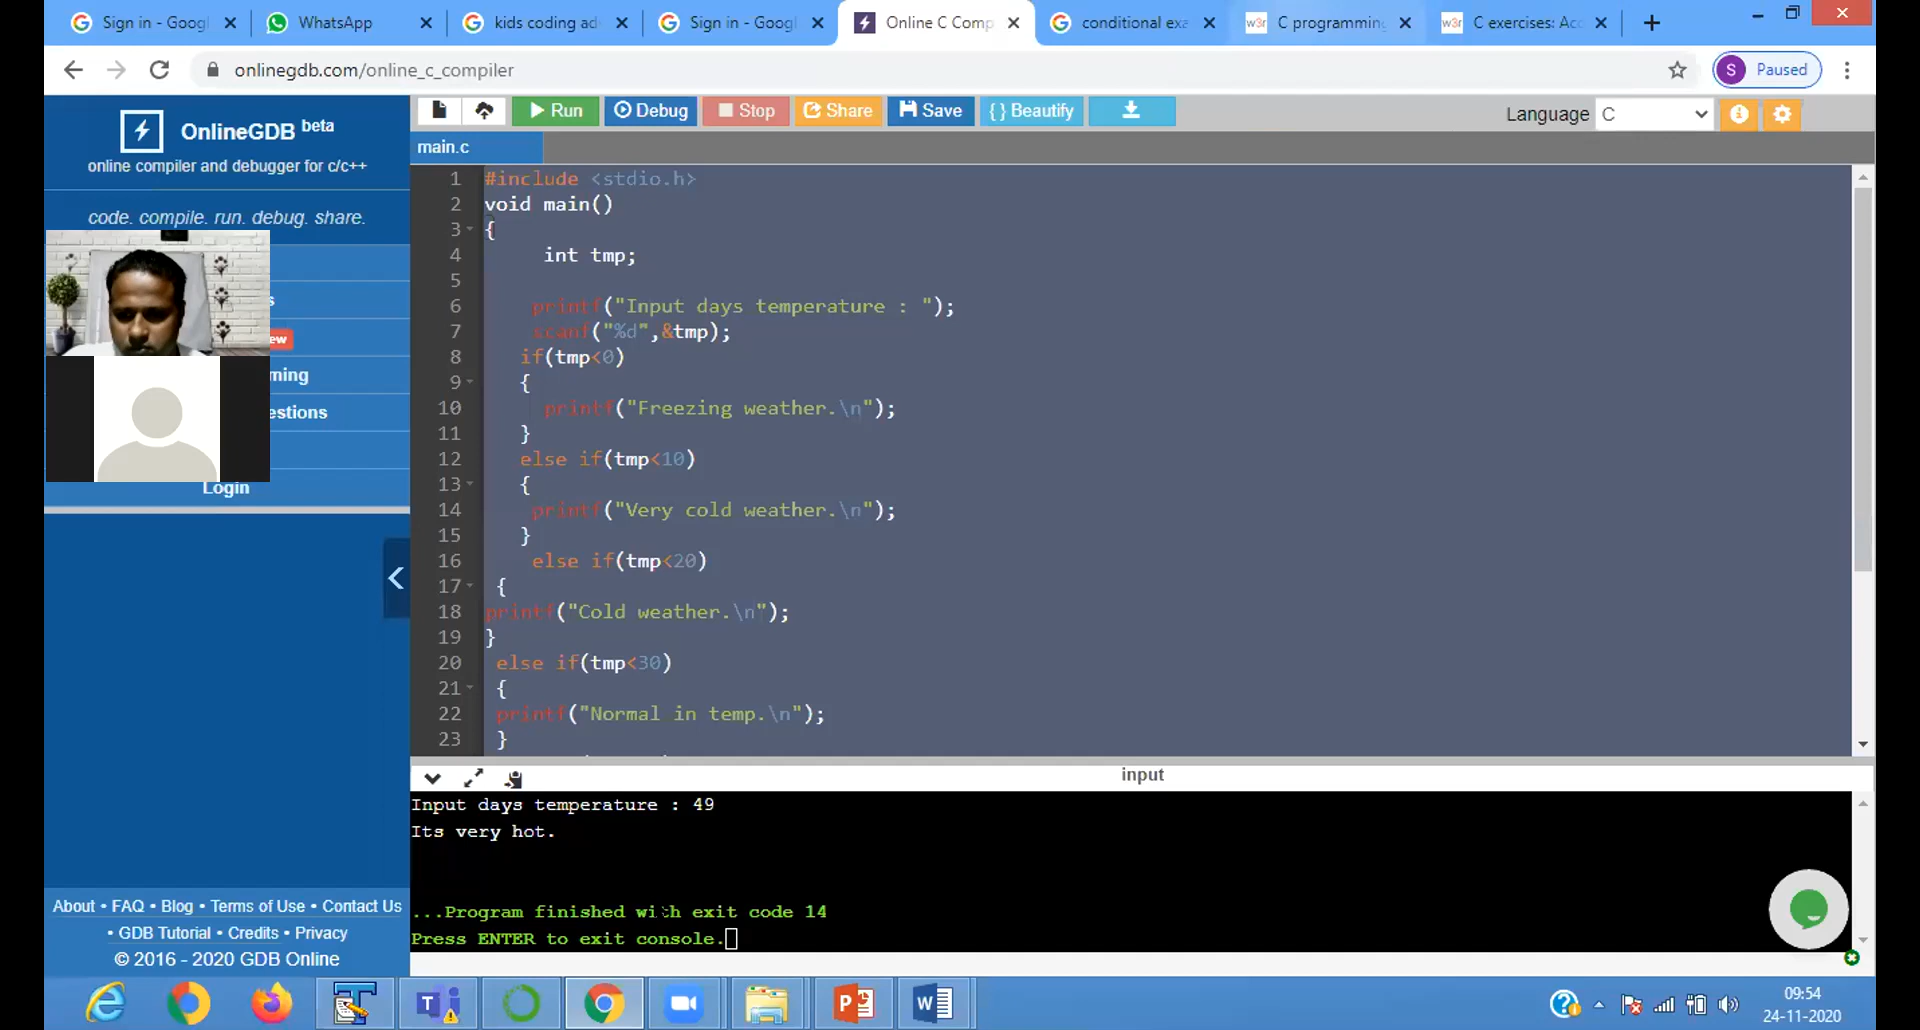 Sign in - Googl
WhatsApp
kids coding ad
Sign in - Googl
Online C Comp
conditional exa
w3r C programming
w3r C exercises: Acc
onlinegdb.com/online_c_compiler
S Paused
OnlineGDB beta
online compiler and debugger for c/c++
code. compile. run. debug. share.
s
ew
ning
estions
Login
Run
Debug
Stop
Share
Save
{ } Beautify
Language C
main.c
1 #include <stdio.h>
2 void main()
3 {
4 int tmp;
5
6 printf("Input days temperature : ");
7 scanf("%d",&tmp);
8 if(tmp<0)
9 {
10 printf("Freezing weather.\n");
11 }
12 else if(tmp<10)
13 {
14 printf("Very cold weather.\n");
15 }
16 else if(tmp<20)
17 {
18 printf("Cold weather.\n");
19 }
20 else if(tmp<30)
21 {
22 printf("Normal in temp.\n");
23 }
input
Input days temperature : 49
Its very hot.
...Program finished with exit code 14
Press ENTER to exit console.
About • FAQ • Blog • Terms of Use • Contact Us
• GDB Tutorial • Credits • Privacy
© 2016 - 2020 GDB Online
09:54
24-11-2020